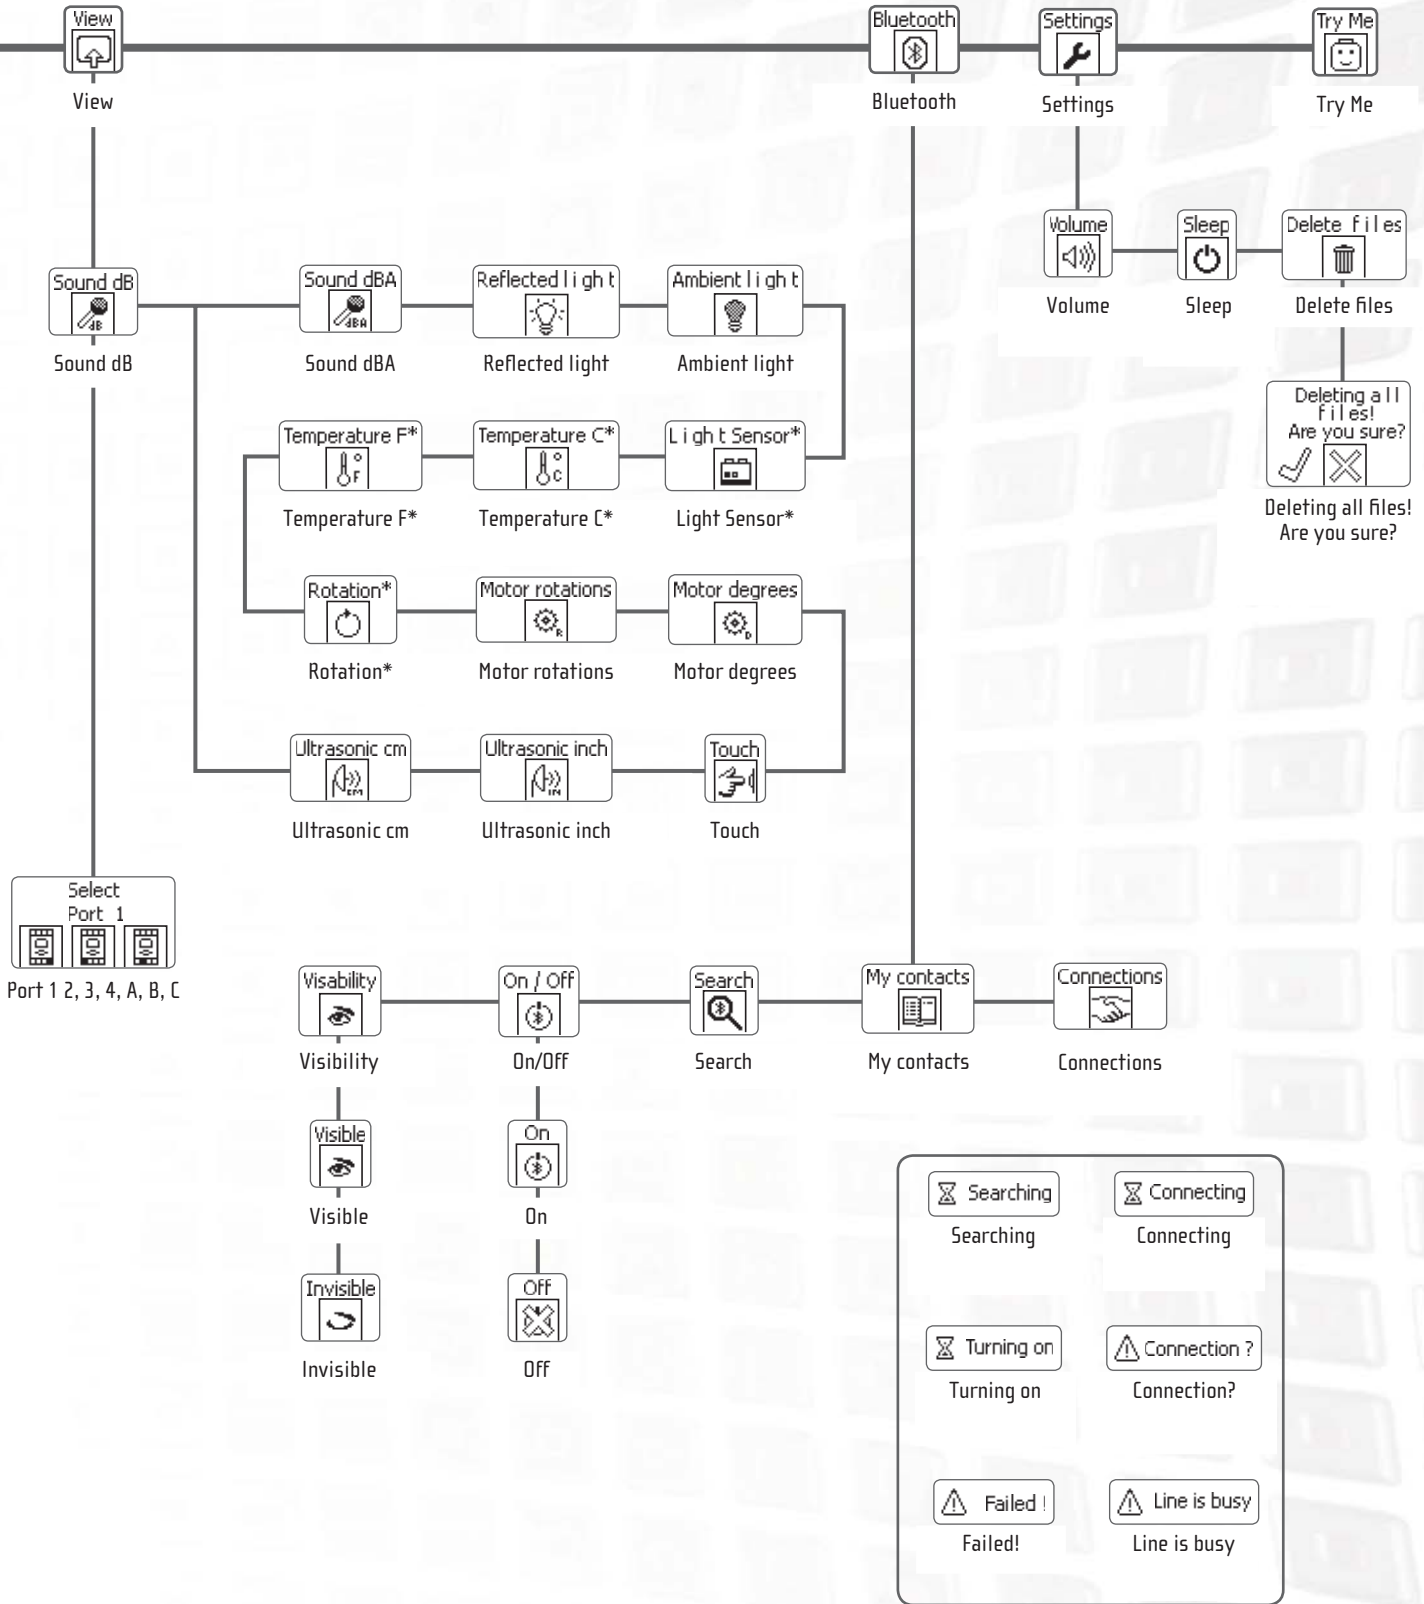 View
Bluetooth
Settings
Try Me
View
Bluetooth
Settings
Try Me
Volume
Sleep
Delete files
Volume
Sleep
Delete files
Deleting all
files!
Are you sure?
Deleting all files!
Are you sure?
Sound dB
dB
Sound dBA
dBA
Reflected light
Ambient light
Sound dB
Sound dBA
Reflected light
Ambient light
Temperature F*
°F
Temperature C*
°C
Light Sensor*
Temperature F*
Temperature C*
Light Sensor*
Rotation*
Motor rotations
R
Motor degrees
D
Rotation*
Motor rotations
Motor degrees
Ultrasonic cm
CM
Ultrasonic inch
IN
Touch
Ultrasonic cm
Ultrasonic inch
Touch
Select
Port 1
Port 1 2, 3, 4, A, B, C
Visability
On / Off
Search
My contacts
Connections
Visibility
On/Off
Search
My contacts
Connections
Visible
On
Visible
On
Invisible
Off
Invisible
Off
Searching
Connecting
Searching
Connecting
Turning on
Connection ?
Turning on
Connection?
Failed !
Line is busy
Failed!
Line is busy